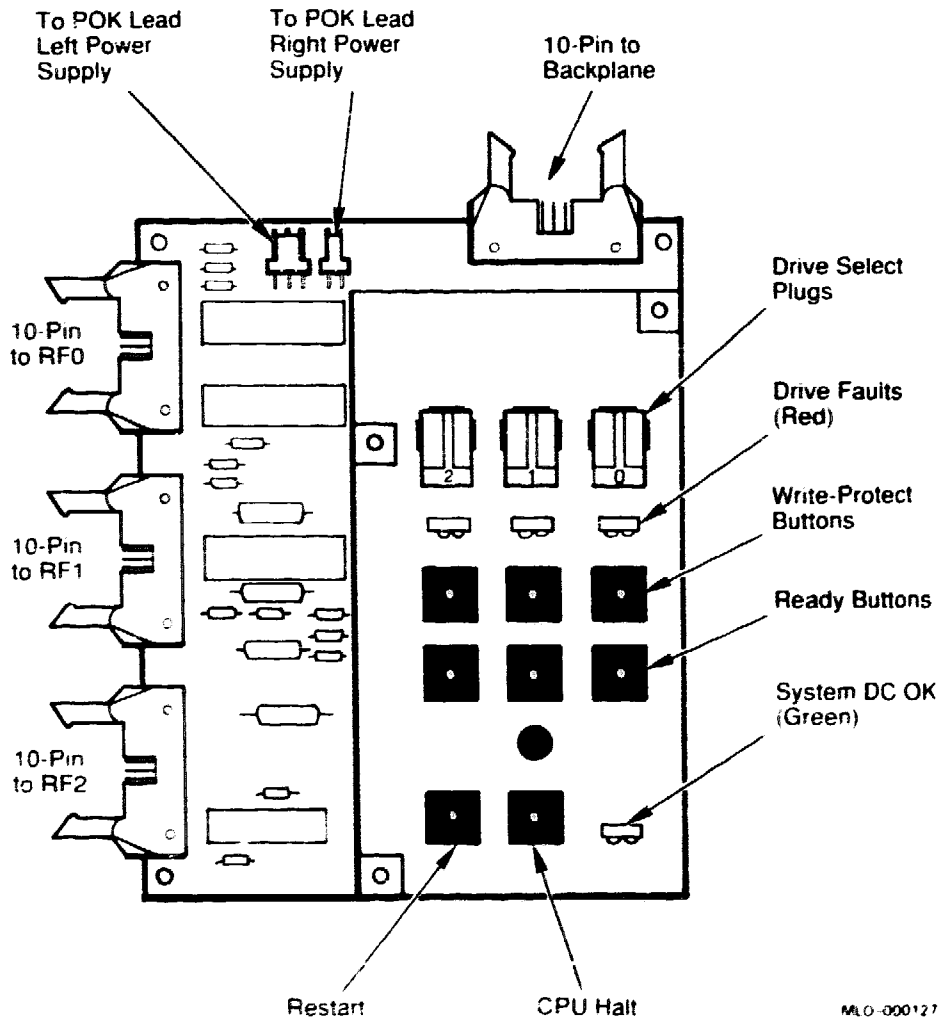 To POK Lead
Left Power
Supply
To POK Lead
Right Power
Supply
10-Pin to
Backplane
Drive Select
Plugs
10-Pin
to RF0
Drive Faults
(Red)
2
1
0
Write-Protect
Buttons
10-Pin
to RF1
Ready Buttons
System DC OK
(Green)
10-Pin
to RF2
Restart
CPU Halt
MLO-000127